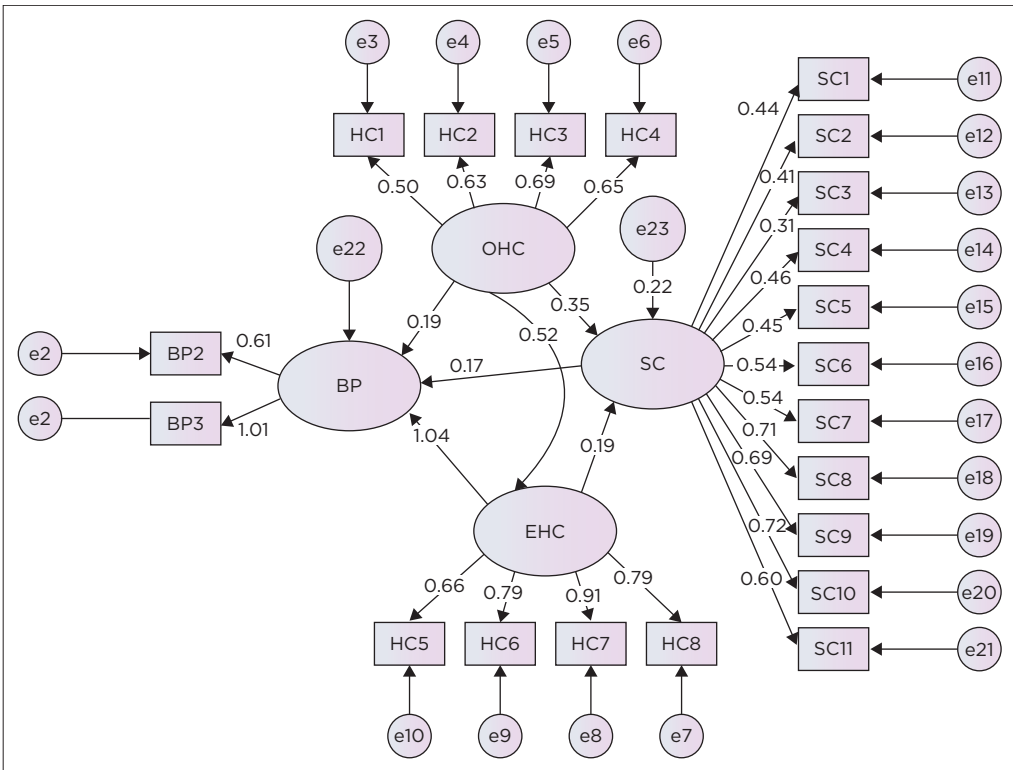 e3
e4
e5
e6
HC1
HC2
HC3
HC4
0.50
0.63
0.69
0.65
OHC
e22
e23
0.22
0.35
0.19
0.52
e2
BP2
0.61
e2
BP3
1.01
BP
0.17
SC
1.04
0.19
EHC
0.66
0.79
0.91
0.79
HC5
HC6
HC7
HC8
e10
e9
e8
e7
0.44
SC1
e11
0.41
SC2
e12
0.31
SC3
e13
0.46
SC4
e14
0.45
SC5
e15
0.54
SC6
e16
0.54
SC7
e17
0.71
SC8
e18
0.69
SC9
e19
0.72
SC10
e20
0.60
SC11
e21